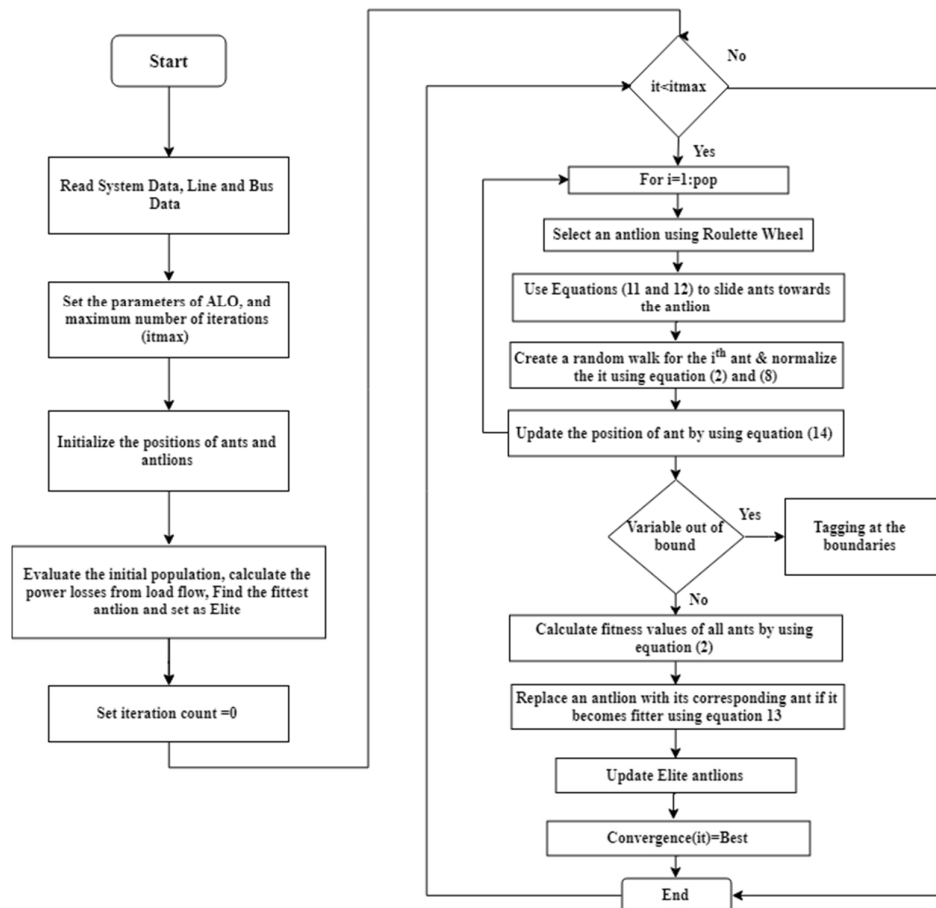 Start
Read System Data, Line and Bus
Data
Set the parameters of ALO, and
maximum number of iterations
(itmax)
Initialize the positions of ants and
antlions
Evaluate the initial population, calculate the
power losses from load flow, Find the fittest
antlion and set as Elite
Set iteration count =0
it<itmax
No
Yes
For i=1:pop
Select an antlion using Roulette Wheel
Use Equations (11 and 12) to slide ants towards
the antlion
Create a random walk for the iᵗʰ ant & normalize
the it using equation (2) and (8)
Update the position of ant by using equation (14)
Variable out of
bound
Yes
Tagging at the
boundaries
No
Calculate fitness values of all ants by using
equation (2)
Replace an antlion with its corresponding ant if it
becomes fitter using equation 13
Update Elite antlions
Convergence(it)=Best
End